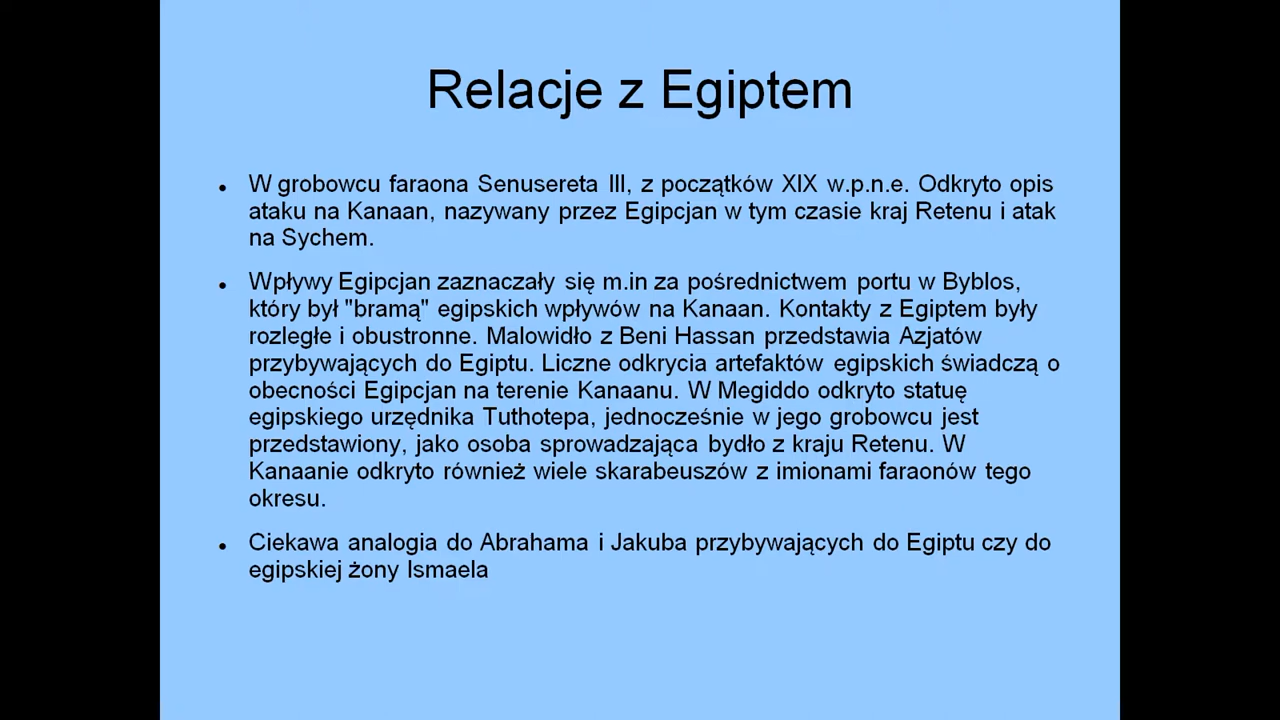 Relacje z Egiptem
• W grobowcu faraona Senusereta III, z początków XIX w.p.n.e. Odkryto opis
ataku na Kanaan, nazywany przez Egipcjan w tym czasie kraj Retenu i atak
na Sychem.
• Wpływy Egipcjan zaznaczały się m.in za pośrednictwem portu w Byblos,
który był "bramą" egipskich wpływów na Kanaan. Kontakty z Egiptem były
rozległe i obustronne. Malowidło z Beni Hassan przedstawia Azjatów
przybywających do Egiptu. Liczne odkrycia artefaktów egipskich świadczą o
obecności Egipcjan na terenie Kanaanu. W Megiddo odkryto statuę
egipskiego urzędnika Tuthotepa, jednocześnie w jego grobowcu jest
przedstawiony, jako osoba sprowadzająca bydło z kraju Retenu. W
Kanaanie odkryto również wiele skarabeuszów z imionami faraonów tego
okresu.
• Ciekawa analogia do Abrahama i Jakuba przybywających do Egiptu czy do
egipskiej żony Ismaela